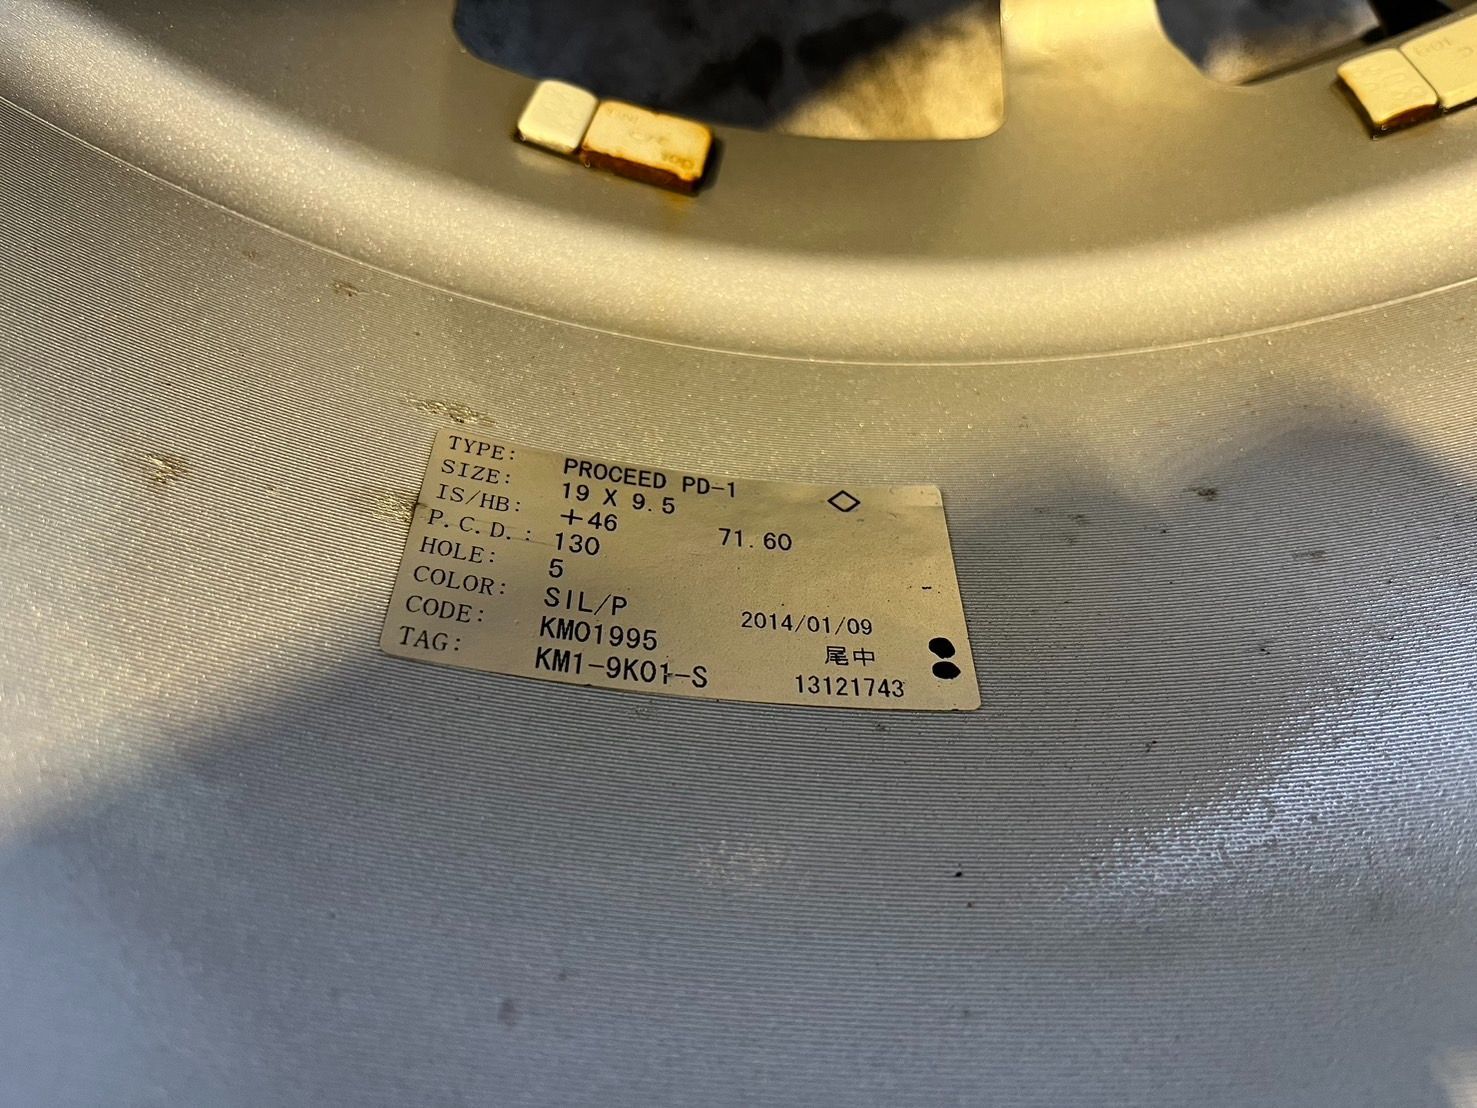 TYPE: PROCEED PD-1 ◇
SIZE: 19 X 9.5
IS/HB: +46 71.60
P.C.D.: 130
HOLE: 5
COLOR: SIL/P 2014/01/09
CODE: KM01995 尾中
TAG: KM1-9K01-S 13121743